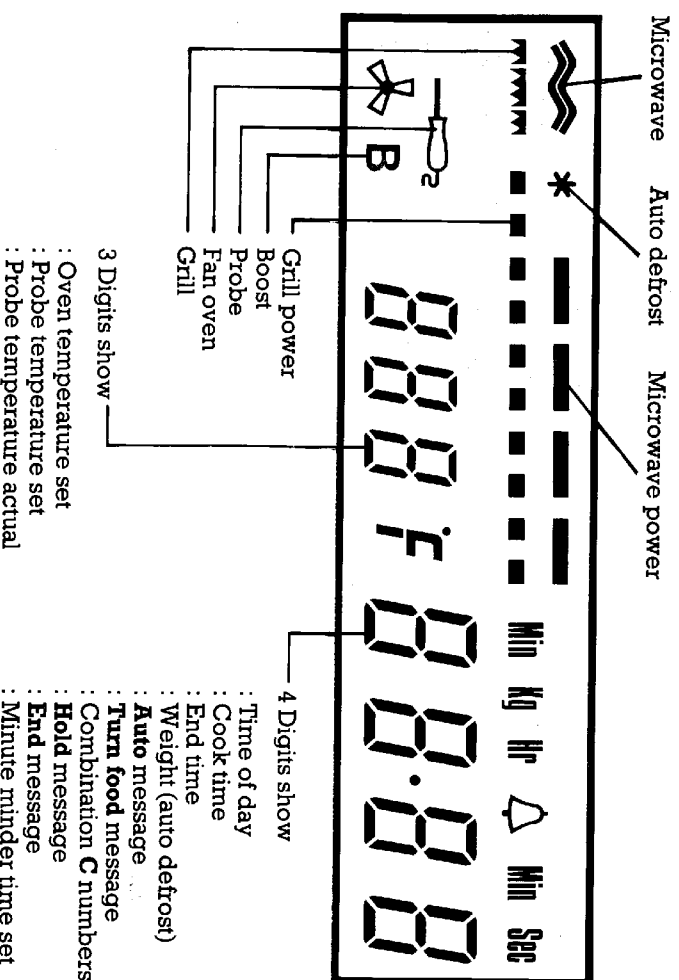 Microwave
Auto defrost
Microwave power
Min Kg Hr Min Sec
B
888 °F 88.88
Grill power
Boost
Probe
Fan oven
Grill
3 Digits show
: Oven temperature set
: Probe temperature set
: Probe temperature actual
4 Digits show
: Time of day
: Cook time
: End time
: Weight (auto defrost)
: Auto message
: Turn food message
: Combination C numbers
: Hold message
: End message
: Minute minder time set